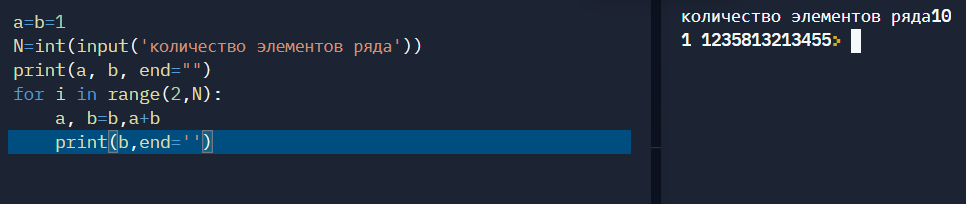 a=b=1
N=int(input('количество элементов ряда'))
print(a, b, end="")
for i in range(2,N):
    a, b=b,a+b
    print(b,end='')
количество элементов ряда10
1 1235813213455>